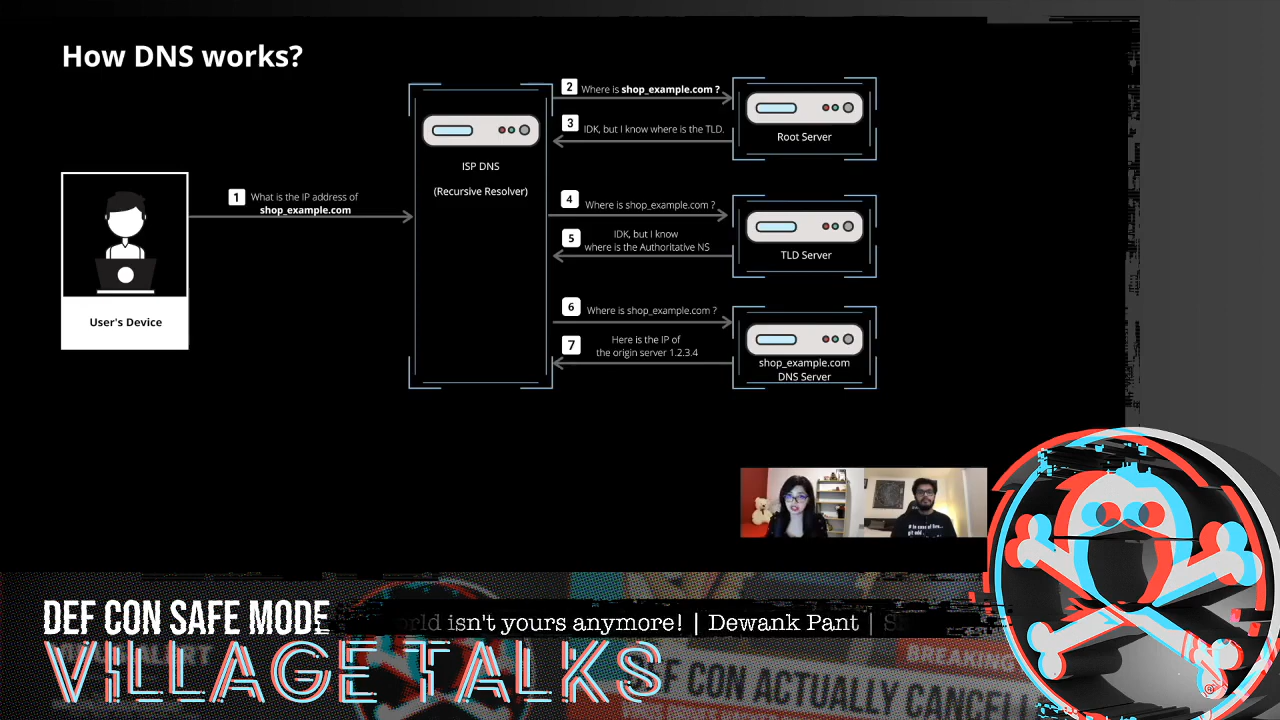 How DNS works?
2 Where is shop_example.com ?
3 IDK, but I know where is the TLD.
Root Server
ISP DNS
(Recursive Resolver)
1 What is the IP address of
shop_example.com
4 Where is shop_example.com ?
5 IDK, but I know
where is the Authoritative NS
TLD Server
User's Device
6 Where is shop_example.com ?
7 Here is the IP of
the origin server 1.2.3.4
shop_example.com
DNS Server
DEF CON SAFE MODE
isn't yours anymore! | Dewank Pant |
VILLAGE TALKS
BREAKING
DEF CON ACTUALLY